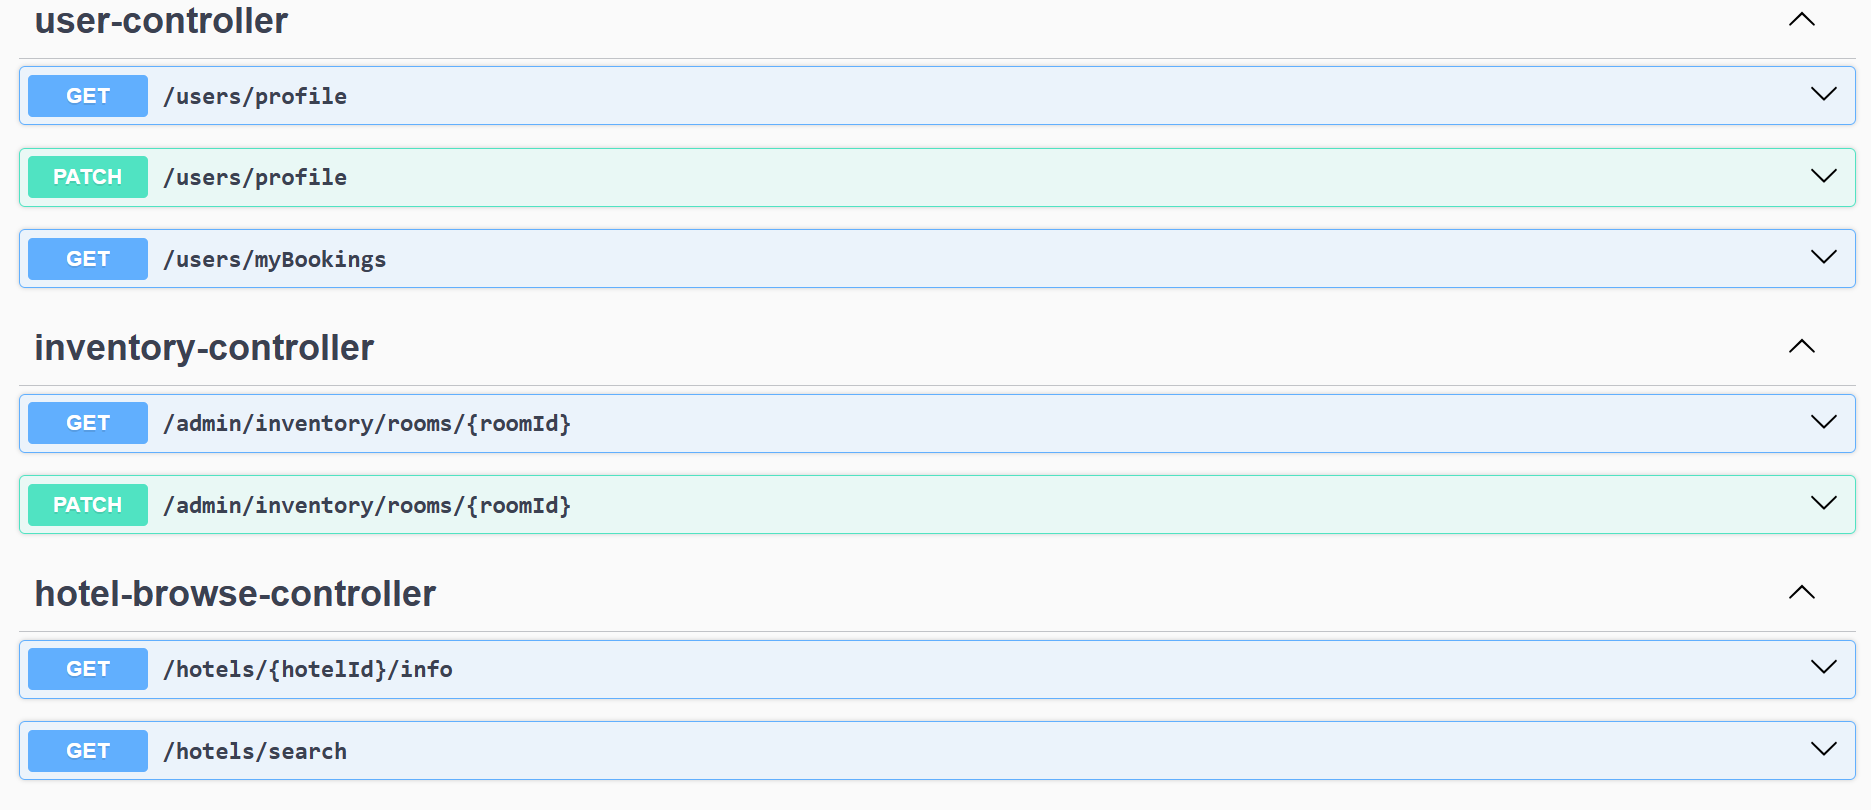 user-controller
GET /users/profile
PATCH /users/profile
GET /users/myBookings
inventory-controller
GET /admin/inventory/rooms/{roomId}
PATCH /admin/inventory/rooms/{roomId}
hotel-browse-controller
GET /hotels/{hotelId}/info
GET /hotels/search